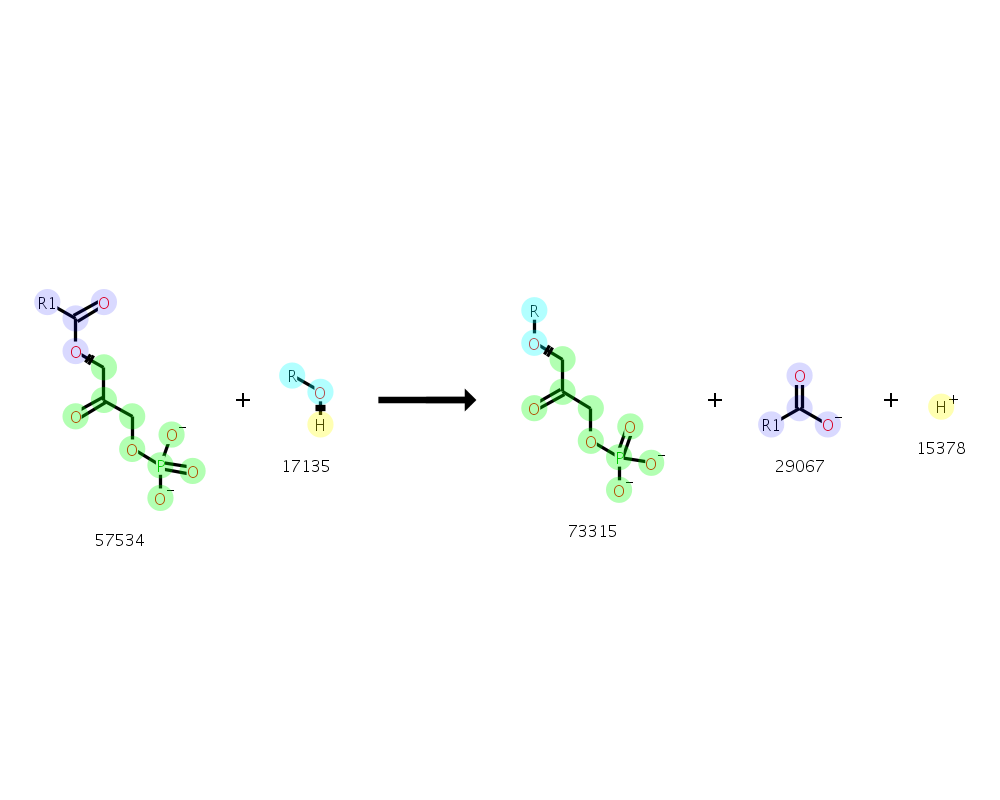 R1 O
O
O
O
O⁻
P O
O⁻
57534
+
R
O
H
17135
R
O
O
O
O
P O⁻
O⁻
73315
+
O
R1 O⁻
29067
+
H⁺
15378